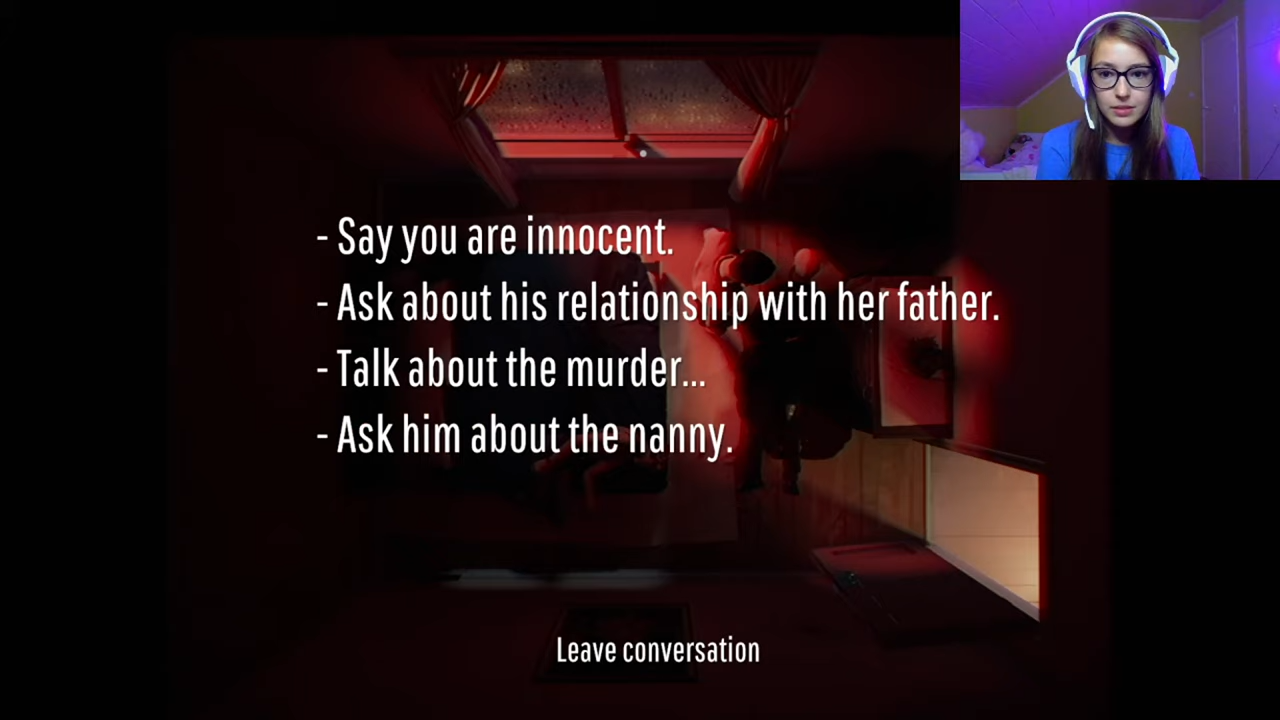 - Say you are innocent.
- Ask about his relationship with her father.
- Talk about the murder...
- Ask him about the nanny.
Leave conversation